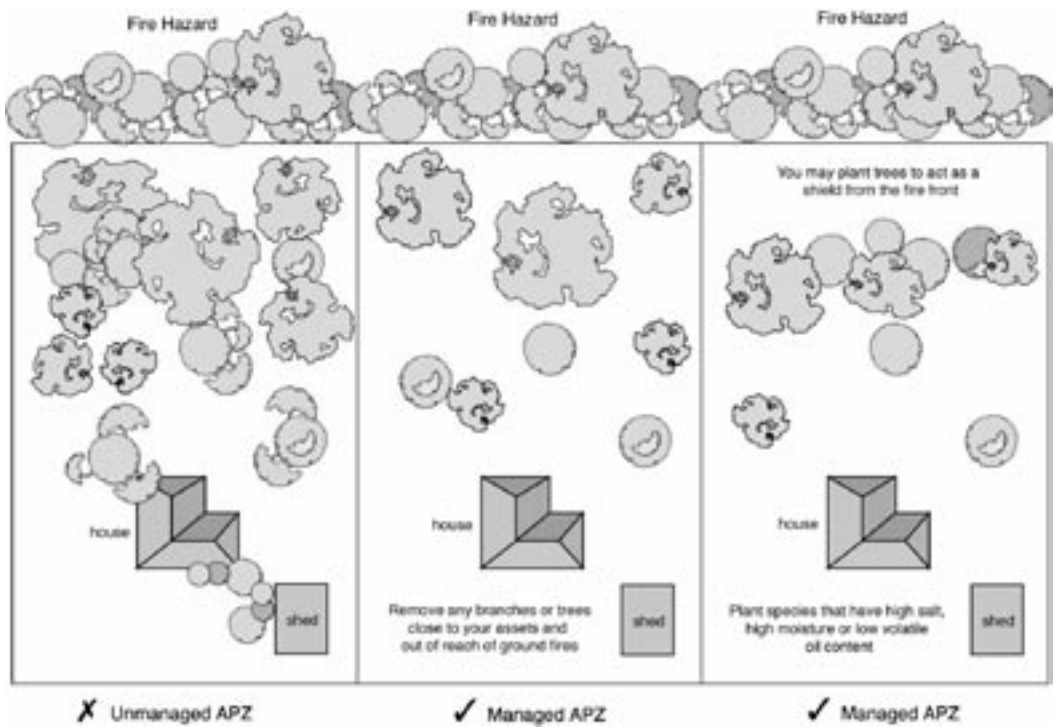 Fire Hazard
Fire Hazard
Fire Hazard
You may plant trees to act as a
shield from the fire front
house
house
house
shed
Remove any branches or trees
close to your assets and
out of reach of ground fires
shed
Plant species that have high salt,
high moisture or low volatile
oil content
shed
✗ Unmanaged APZ
✓ Managed APZ
✓ Managed APZ